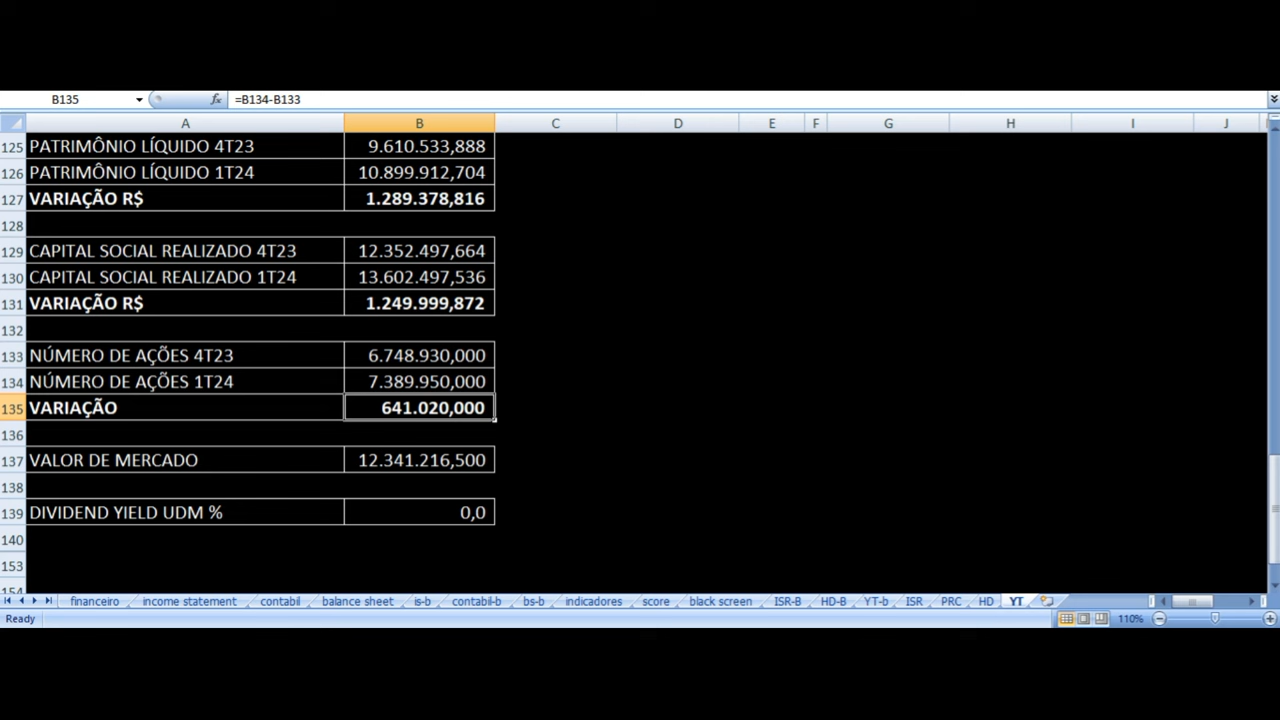 B135 fx =B134-B133
A B C D E F G H I J
125 PATRIMÔNIO LÍQUIDO 4T23 9.610.533,888
126 PATRIMÔNIO LÍQUIDO 1T24 10.899.912,704
127 VARIAÇÃO R$ 1.289.378,816
128
129 CAPITAL SOCIAL REALIZADO 4T23 12.352.497,664
130 CAPITAL SOCIAL REALIZADO 1T24 13.602.497,536
131 VARIAÇÃO R$ 1.249.999,872
132
133 NÚMERO DE AÇÕES 4T23 6.748.930,000
134 NÚMERO DE AÇÕES 1T24 7.389.950,000
135 VARIAÇÃO 641.020,000
136
137 VALOR DE MERCADO 12.341.216,500
138
139 DIVIDEND YIELD UDM % 0,0
140
153
154
financeiro income statement contabil balance sheet is-b contabil-b bs-b indicadores score black screen ISR-B HD-B YT-b ISR PRC HD YT
Ready 110%